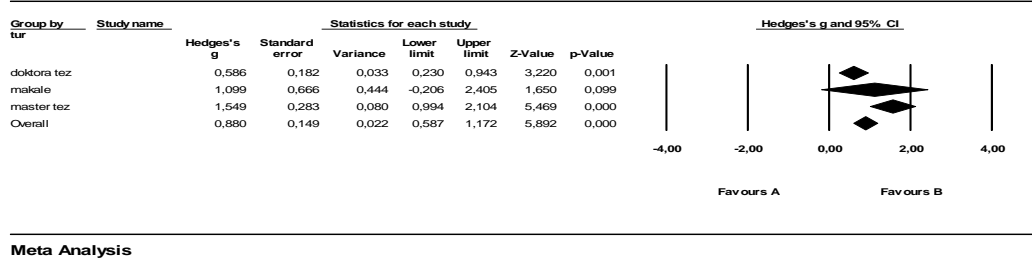 Group by Study name Statistics for each study Hedges's g and 95% CI
tur
Hedges's Standard Lower Upper
g error Variance limit limit Z-Value p-Value
doktora tez 0,586 0,182 0,033 0,230 0,943 3,220 0,001
makale 1,099 0,666 0,444 -0,206 2,405 1,650 0,099
master tez 1,549 0,283 0,080 0,994 2,104 5,469 0,000
Overall 0,880 0,149 0,022 0,587 1,172 5,892 0,000
-4,00 -2,00 0,00 2,00 4,00
Favours A Favours B
Meta Analysis